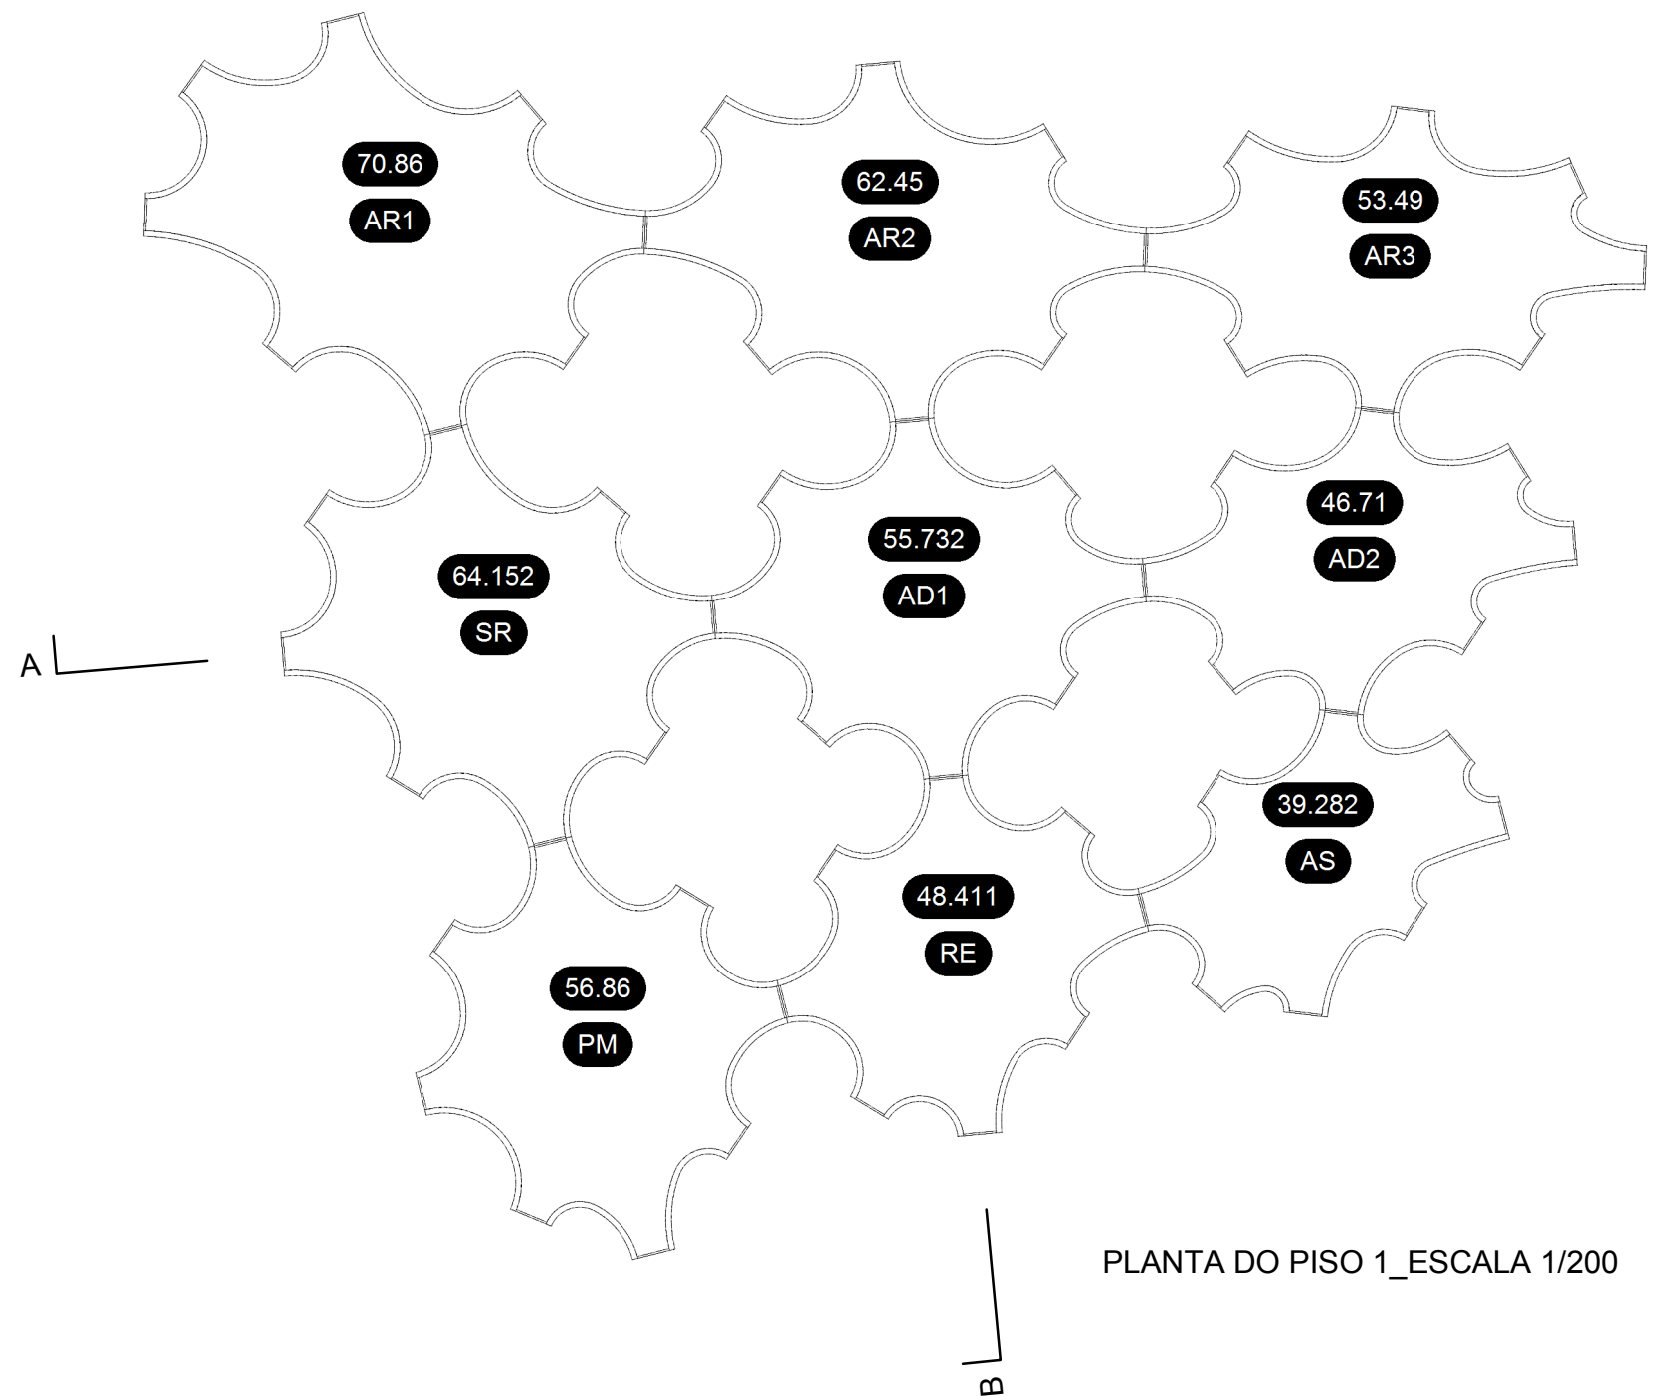 70.86
AR1
62.45
AR2
53.49
AR3
64.152
SR
55.732
AD1
46.71
AD2
A
56.86
PM
48.411
RE
39.282
AS
PLANTA DO PISO 1_ESCALA 1/200
B